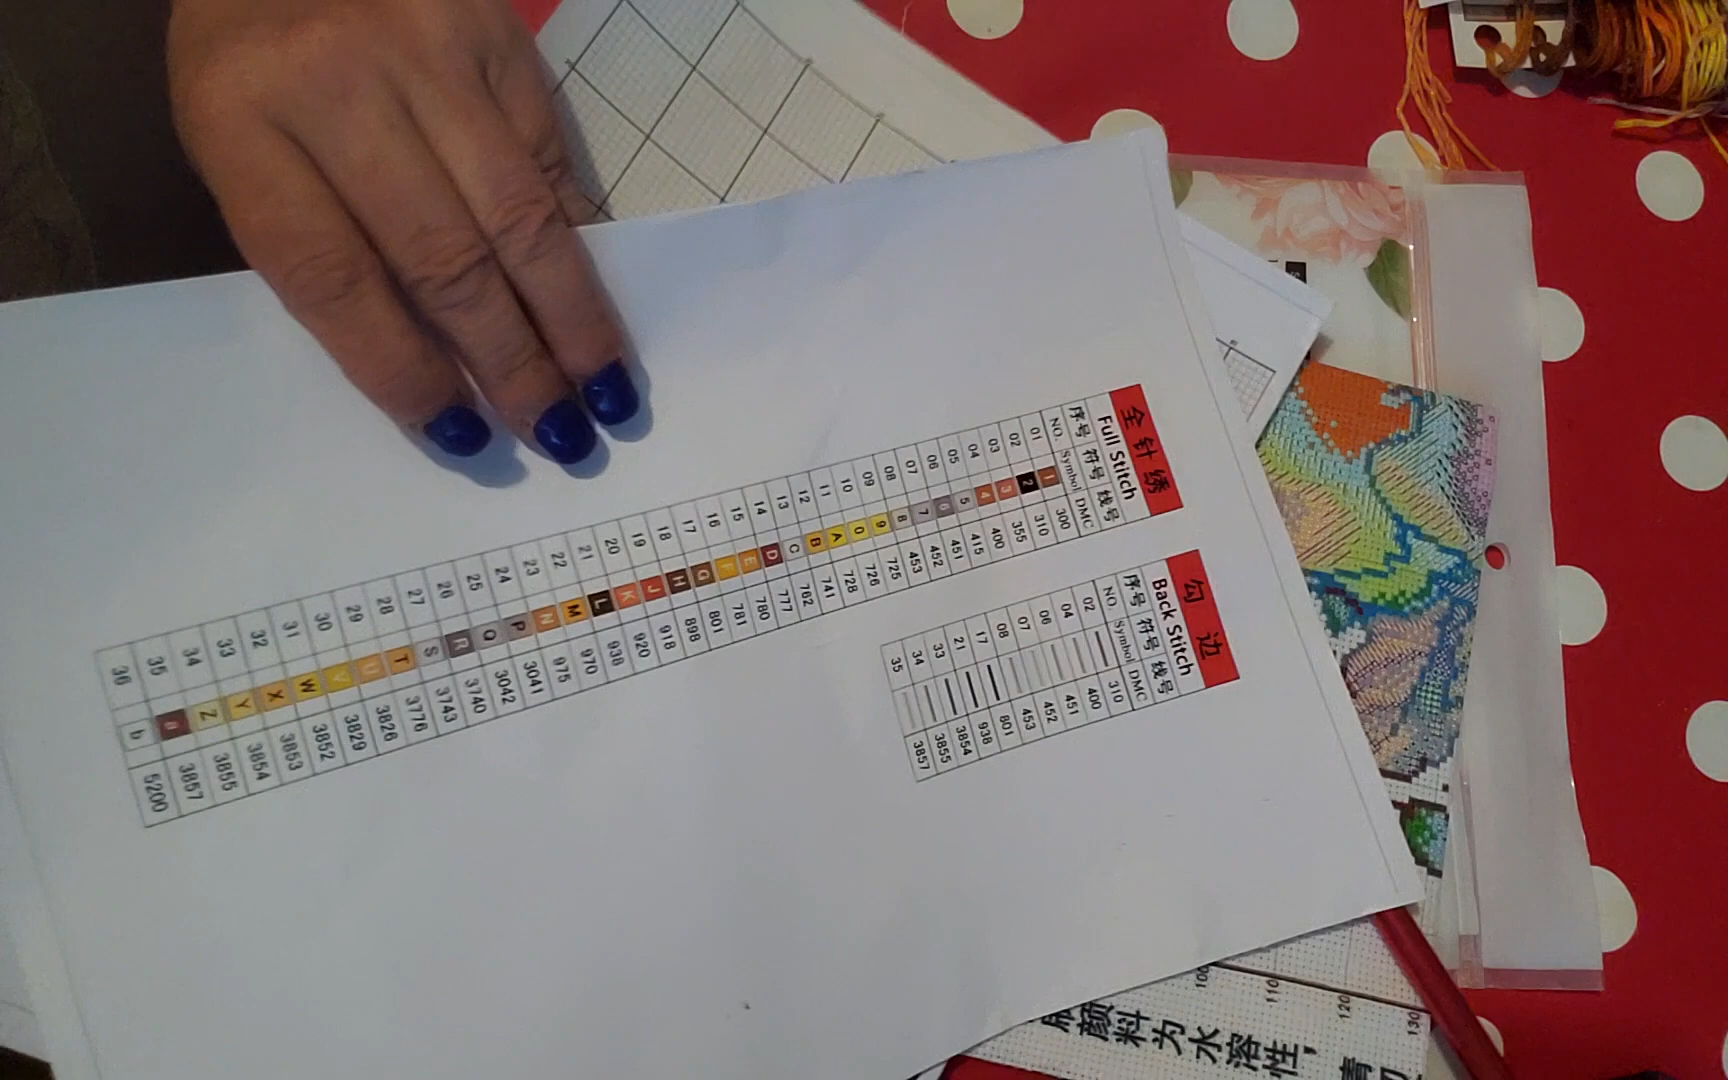 全针绣
Full Stitch
序号 符号 线号
NO. Symbol DMC
01 1 300
02 2 310
03 3 355
04 4 400
05 5 415
06 6 451
07 7 452
08 8 453
09 9 725
10 0 726
11 A 728
12 B 741
13 C 762
14 D 777
15 E 780
16 F 781
17 G 801
18 H 898
19 J 918
20 K 920
21 L 938
22 M 970
23 N 975
24 P 3041
25 Q 3042
26 R 3740
27 S 3743
28 T 3776
29 U 3826
30 V 3829
31 W 3852
32 X 3853
33 Y 3854
34 Z 3855
35 a 3857
36 b 5200
勾边
Back Stitch
序号 符号 线号
NO. Symbol DMC
02 310
04 400
06 451
07 452
08 453
17 801
21 938
33 3854
34 3855
35 3857
100 110 120 130
颜料为水溶性，